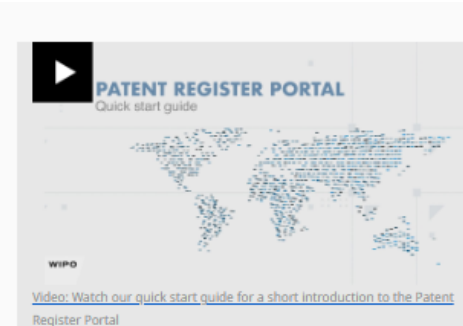 PATENT REGISTER PORTAL
Quick start guide
WIPO
Video: Watch our quick start guide for a short introduction to the Patent
Register Portal